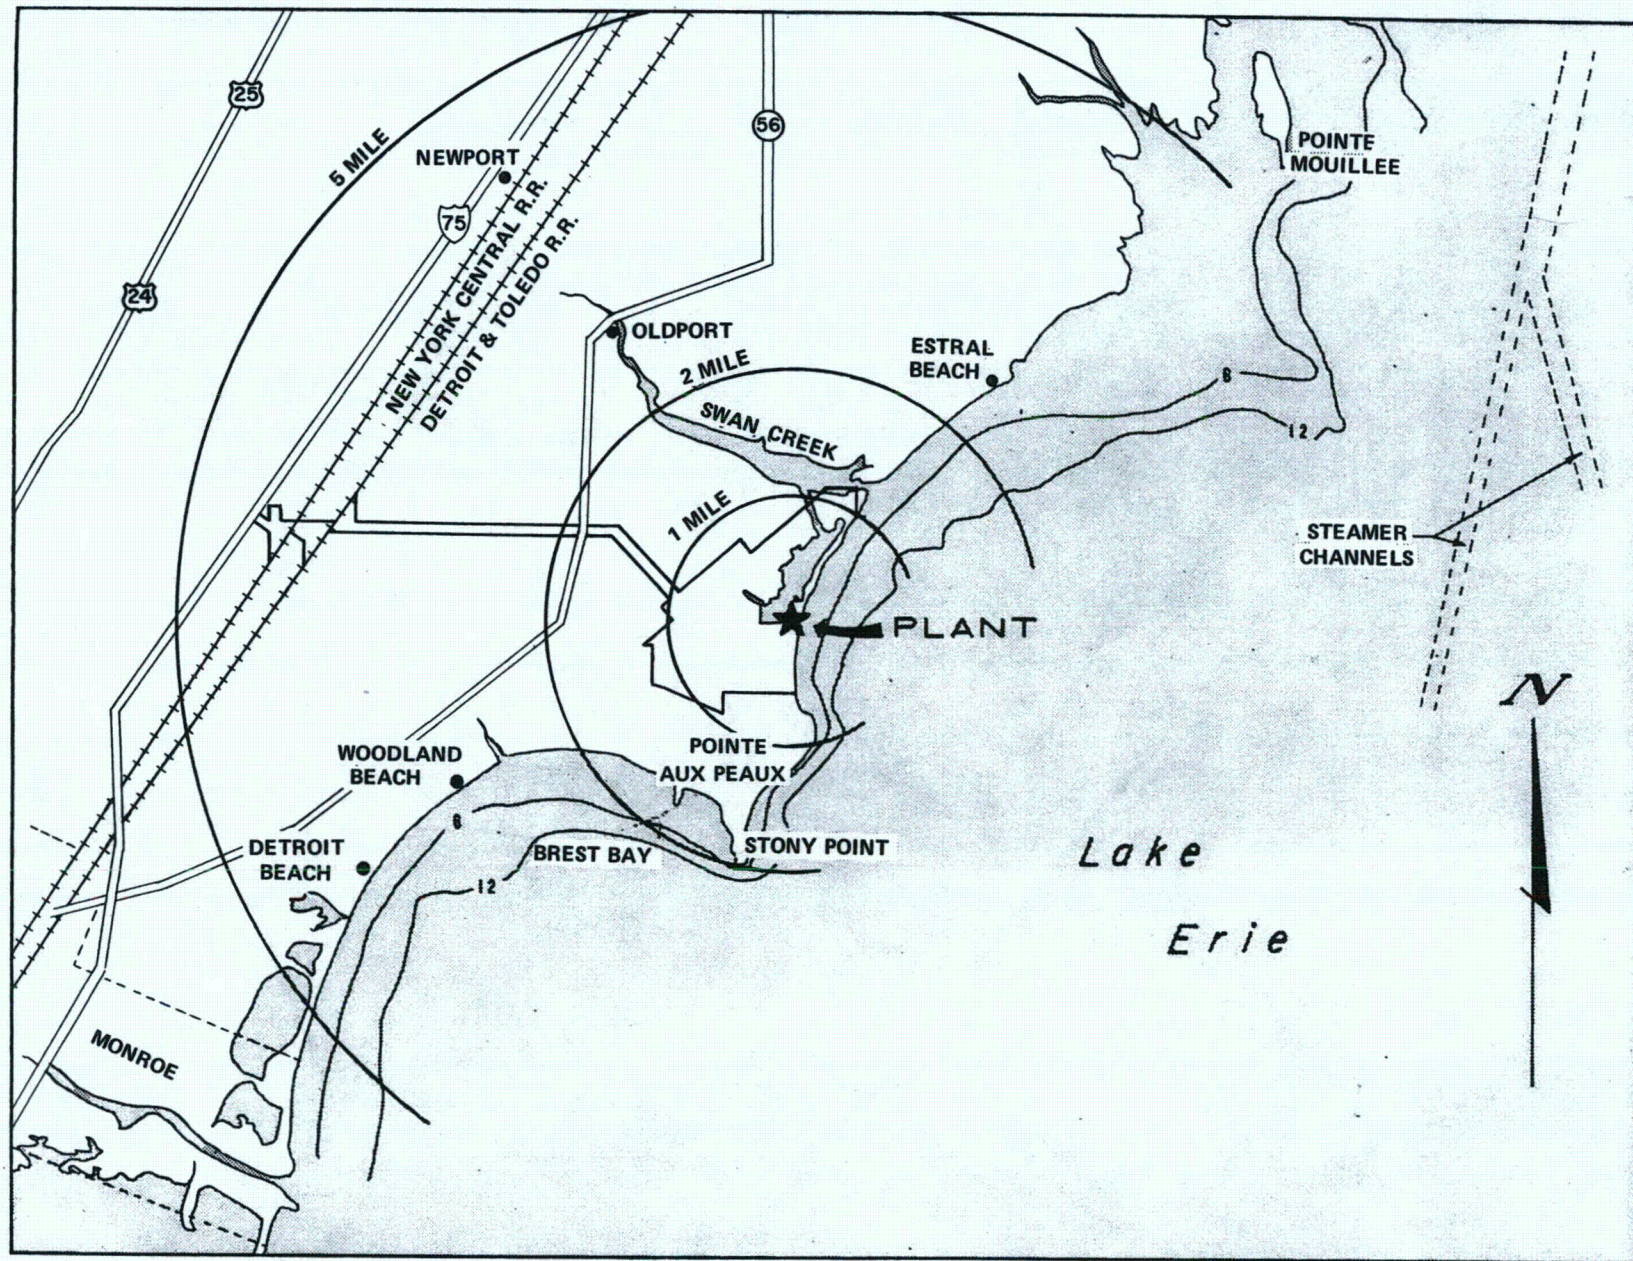 25
56
5 MILE
NEWPORT
POINTE
MOUILLEE
75
24
NEW YORK CENTRAL R.R.
DETROIT & TOLEDO R.R.
OLDPORT
ESTRAL
BEACH
2 MILE
8
SWAN CREEK
12
1 MILE
STEAMER
CHANNELS
PLANT
N
POINTE
AUX PEAUX
WOODLAND
BEACH
8
DETROIT
BEACH
BREST BAY
STONY POINT
12
Lake
Erie
MONROE